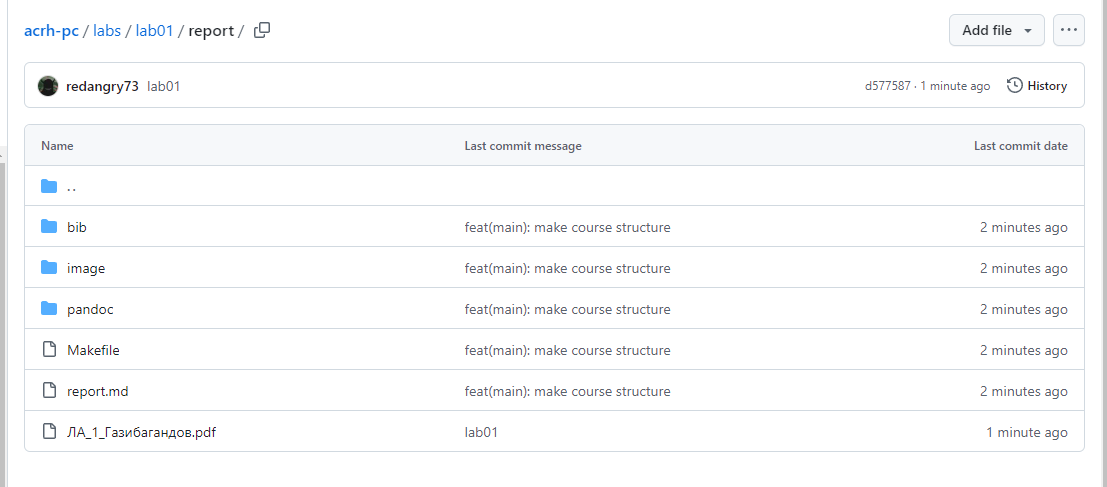 acrh-pc / labs / lab01 / report /
Add file
redangry73 lab01
d577587 · 1 minute ago
History
Name Last commit message Last commit date
..
bib feat(main): make course structure 2 minutes ago
image feat(main): make course structure 2 minutes ago
pandoc feat(main): make course structure 2 minutes ago
Makefile feat(main): make course structure 2 minutes ago
report.md feat(main): make course structure 2 minutes ago
ЛА_1_Газибагандов.pdf lab01 1 minute ago